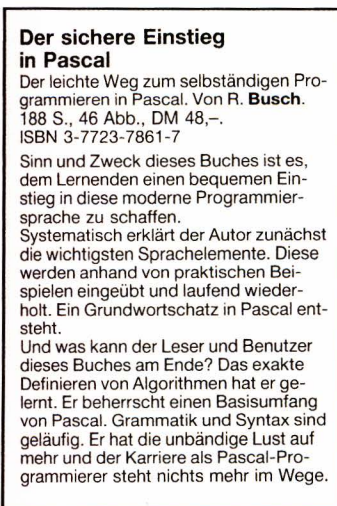 Der sichere Einstieg
in Pascal
Der leichte Weg zum selbständigen Pro-
grammieren in Pascal. Von R. Busch.
188 S., 46 Abb., DM 48,–.
ISBN 3-7723-7861-7
Sinn und Zweck dieses Buches ist es,
dem Lernenden einen bequemen Ein-
stieg in diese moderne Programmier-
sprache zu schaffen.
Systematisch erklärt der Autor zunächst
die wichtigsten Sprachelemente. Diese
werden anhand von praktischen Bei-
spielen eingeübt und laufend wieder-
holt. Ein Grundwortschatz in Pascal ent-
steht.
Und was kann der Leser und Benutzer
dieses Buches am Ende? Das exakte
Definieren von Algorithmen hat er ge-
lernt. Er beherrscht einen Basisumfang
von Pascal. Grammatik und Syntax sind
geläufig. Er hat die unbändige Lust auf
mehr und der Karriere als Pascal-Pro-
grammierer steht nichts mehr im Wege.